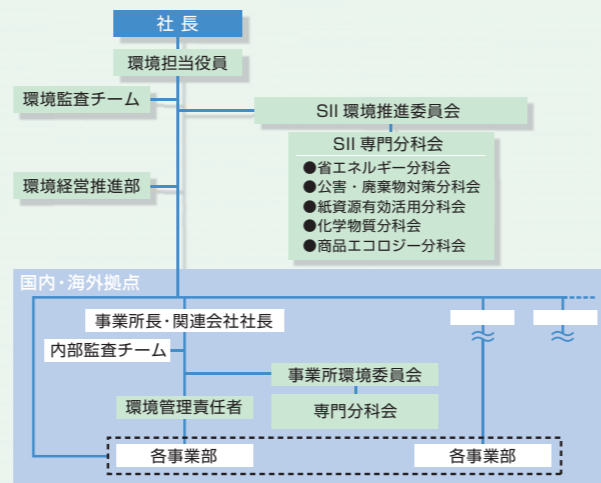 社長
環境担当役員
環境監査チーム
SII 環境推進委員会
SII 専門分科会
●省エネルギー分科会
●公害・廃棄物対策分科会
●紙資源有効活用分科会
●化学物質分科会
●商品エコロジー分科会
環境経営推進部
国内・海外拠点
事業所長・関連会社社長
内部監査チーム
事業所環境委員会
環境管理責任者
専門分科会
各事業部
各事業部